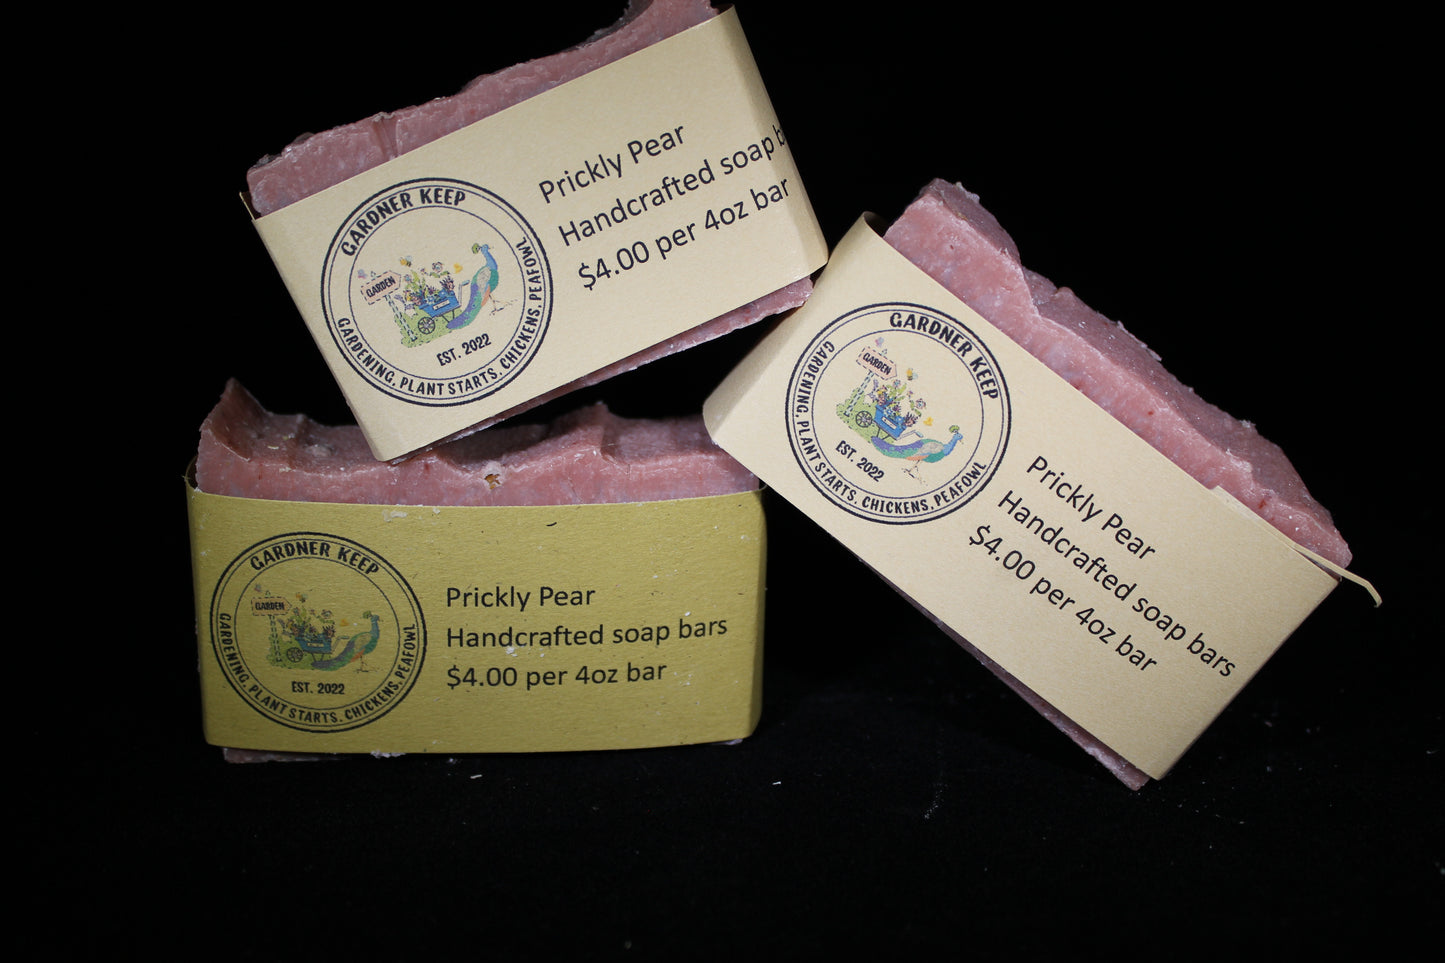 GARDNER KEEP
GARDEN
EST. 2022
GARDENING, PLANT STARTS, CHICKENS, PEAFOWL
Prickly Pear
Handcrafted soap b
$4.00 per 4oz bar
GARDNER KEEP
GARDEN
EST. 2022
GARDENING, PLANT STARTS, CHICKENS, PEAFOWL
Prickly Pear
Handcrafted soap bars
$4.00 per 4oz bar
GARDNER KEEP
GARDEN
EST. 2022
GARDENING, PLANT STARTS, CHICKENS, PEAFOWL
Prickly Pear
Handcrafted soap bars
$4.00 per 4oz bar